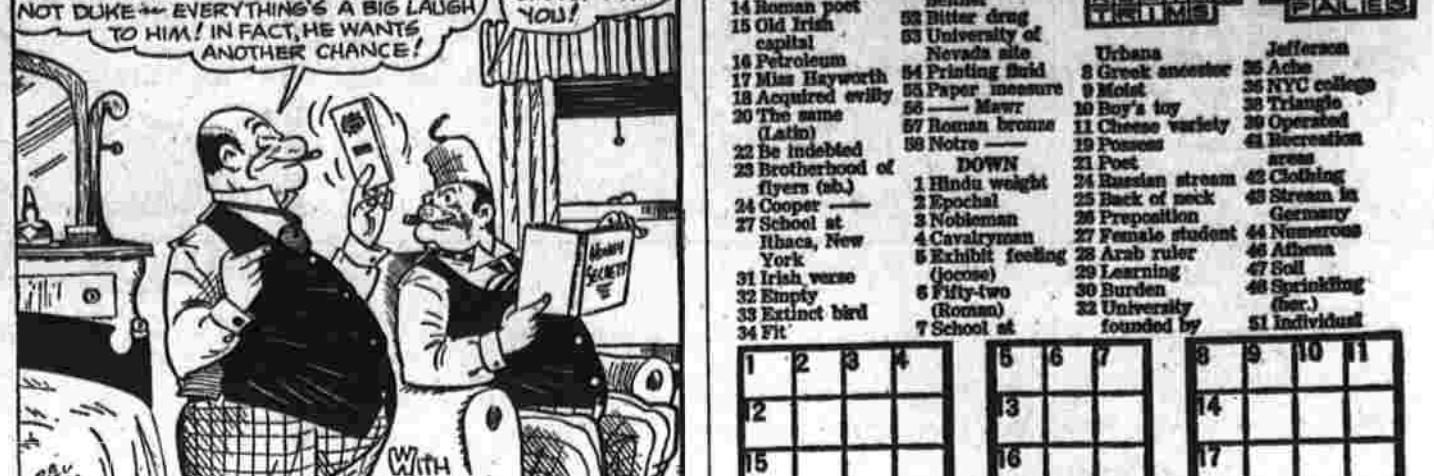 NOT DUKE -- EVERYTHING'S A BIG LAUGH
TO HIM! IN FACT, HE WANTS
ANOTHER CHANCE!
YOU!
MONEY
SECRETS
WITH
14 Roman poet
15 Old Irish
capital
16 Petroleum
17 Miss Hayworth
18 Acquired evilly
20 The same
(Latin)
22 Be indebted
23 Brotherhood of
flyers (ab.)
24 Cooper ——
27 School at
Ithaca, New
York
31 Irish verse
32 Empty
33 Extinct bird
34 Fit
52 Bitter drug
53 University of
Nevada site
54 Printing fluid
55 Paper measure
56 —— Mawr
57 Roman bronze
58 Notre ——
DOWN
1 Hindu weight
2 Epochal
3 Nobleman
4 Cavalryman
5 Exhibit feeling
(jocose)
6 Fifty-two
(Roman)
7 School at
TRIMS
PALES
Urbana
8 Greek ancestor
9 Moist
10 Boy's toy
11 Cheese variety
19 Possess
21 Poet
24 Russian stream
25 Back of neck
26 Preposition
27 Female student
28 Arab ruler
29 Learning
30 Burden
32 University
founded by
Jefferson
35 Ache
36 NYC college
38 Triangle
39 Operated
41 Recreation
areas
42 Clothing
43 Stream in
Germany
44 Numerous
46 Athena
47 Soil
48 Sprinkling
(her.)
51 Individual
1 2 3 4 5 6 7 8 9 10 11
12 13 14
15 16 17